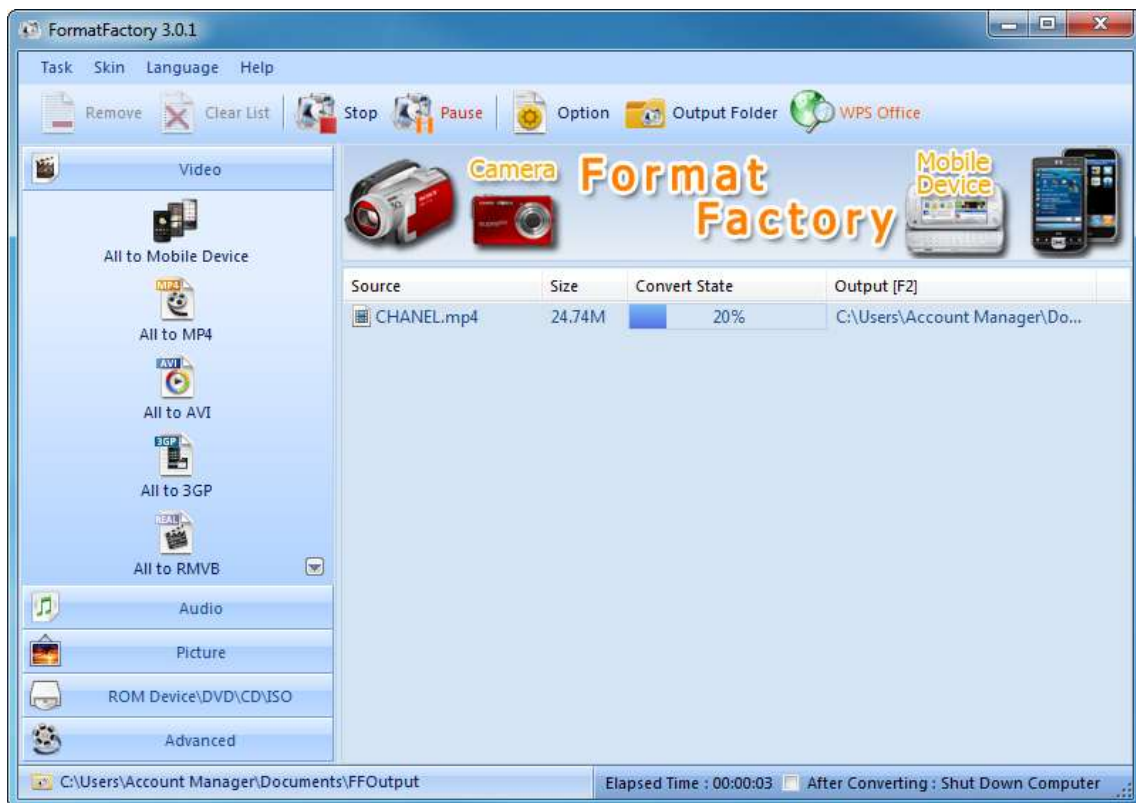 FormatFactory 3.0.1
Task Skin Language Help
Remove Clear List Stop Pause Option Output Folder WPS Office
Video
All to Mobile Device
MP4
All to MP4
AVI
All to AVI
3GP
All to 3GP
REAL
All to RMVB
Audio
Picture
ROM Device\DVD\CD\ISO
Advanced
Camera
Format
Factory
Mobile
Device
Source Size Convert State Output [F2]
CHANEL.mp4 24.74M 20% C:\Users\Account Manager\Do...
C:\Users\Account Manager\Documents\FFOutput Elapsed Time : 00:00:03 After Converting : Shut Down Computer